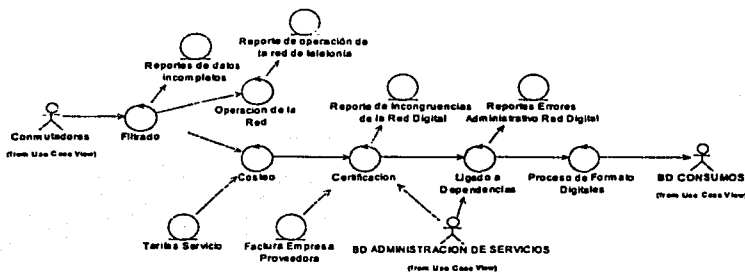 Reporte de operación de
la red de telefonía
Reportes de datos
incompletos
Operacion de la
Red
Reporte de Incongruencias
de la Red Digital
Reportes Errores
Administrativo Red Digital
Conmutadores
(from Use Case View)
Filtrado
Costeo
Certificacion
Ligado a
Dependencias
Proceso de Formato
Digitales
BD CONSUMOS
(from Use Case View)
Tarifas Servicio
Factura Empresa
Proveedora
BD ADMINISTRACION DE SERVICIOS
(from Use Case View)